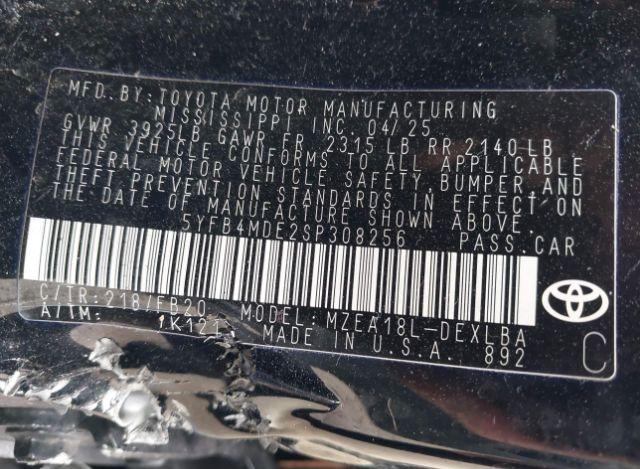 MFD.BY:TOYOTA MOTOR MANUFACTURING
MISSISSIPPI INC.04/25
GVWR 3925LB GAWR FR 2315 LB RR 2140LB
THIS VEHICLE CONFORMS TO ALL APPLICABLE
FEDERAL MOTOR VEHICLE SAFETY,BUMPER,AND
THEFT PREVENTION STANDARDS IN EFFECT ON
THE DATE OF MANUFACTURE SHOWN ABOVE.
5YFB4MDE2SP308256 PASS.CAR
C/TR:218/FB20 MODEL:MZEA18L-DEXLBA
A/TM: 1K121 MADE IN U.S.A. 892
C